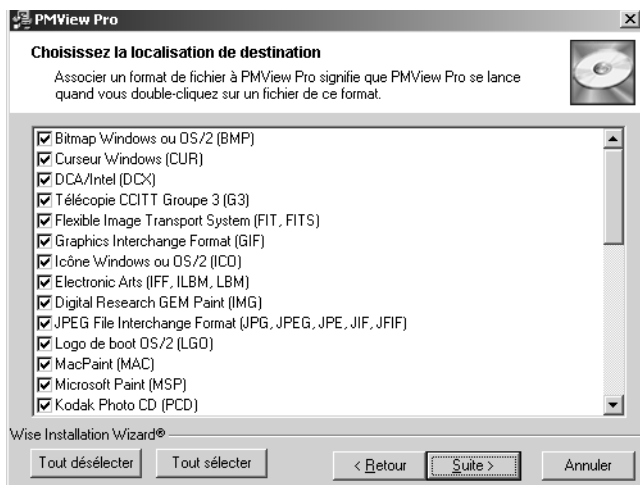 PMView Pro
Choisissez la localisation de destination
Associer un format de fichier à PMView Pro signifie que PMView Pro se lance
quand vous double-cliquez sur un fichier de ce format.
Bitmap Windows ou OS/2 (BMP)
Curseur Windows (CUR)
DCA/Intel (DCX)
Télécopie CCITT Groupe 3 (G3)
Flexible Image Transport System (FIT, FITS)
Graphics Interchange Format (GIF)
Icône Windows ou OS/2 (ICO)
Electronic Arts (IFF, ILBM, LBM)
Digital Research GEM Paint (IMG)
JPEG File Interchange Format (JPG, JPEG, JPE, JIF, JFIF)
Logo de boot OS/2 (LGO)
MacPaint (MAC)
Microsoft Paint (MSP)
Kodak Photo CD (PCD)
Wise Installation Wizard®
Tout désélecter Tout sélecter < Retour Suite > Annuler